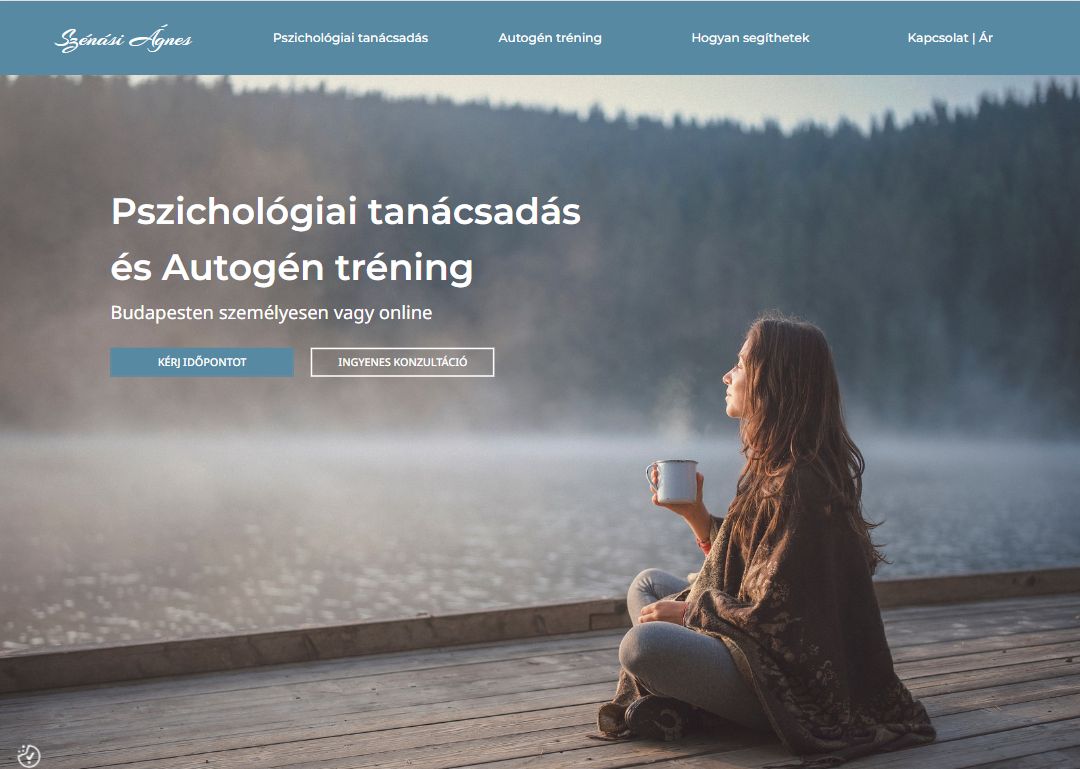 Szénási Ágnes
Pszichológiai tanácsadás
Autogén tréning
Hogyan segíthetek
Kapcsolat | Ár
Pszichológiai tanácsadás
és Autogén tréning
Budapesten személyesen vagy online
KÉRJ IDŐPONTOT
INGYENES KONZULTÁCIÓ